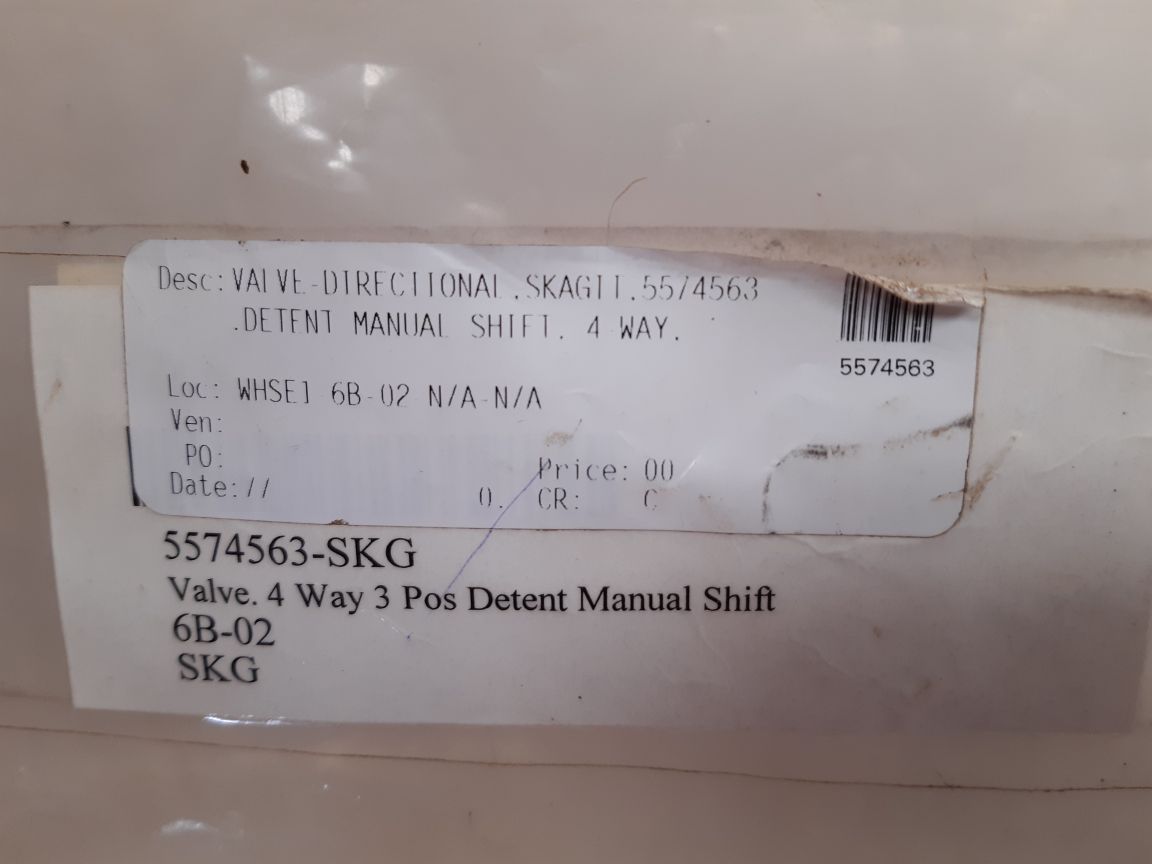 Desc: VALVE-DIRECTIONAL.SKAGIT.5574563
.DETENT MANUAL SHIFT. 4 WAY.
5574563
Loc: WHSE1 6B-02 N/A-N/A
Ven:
PO:
Price: 00
Date: //
0. CR: C
5574563-SKG
Valve. 4 Way 3 Pos Detent Manual Shift
6B-02
SKG